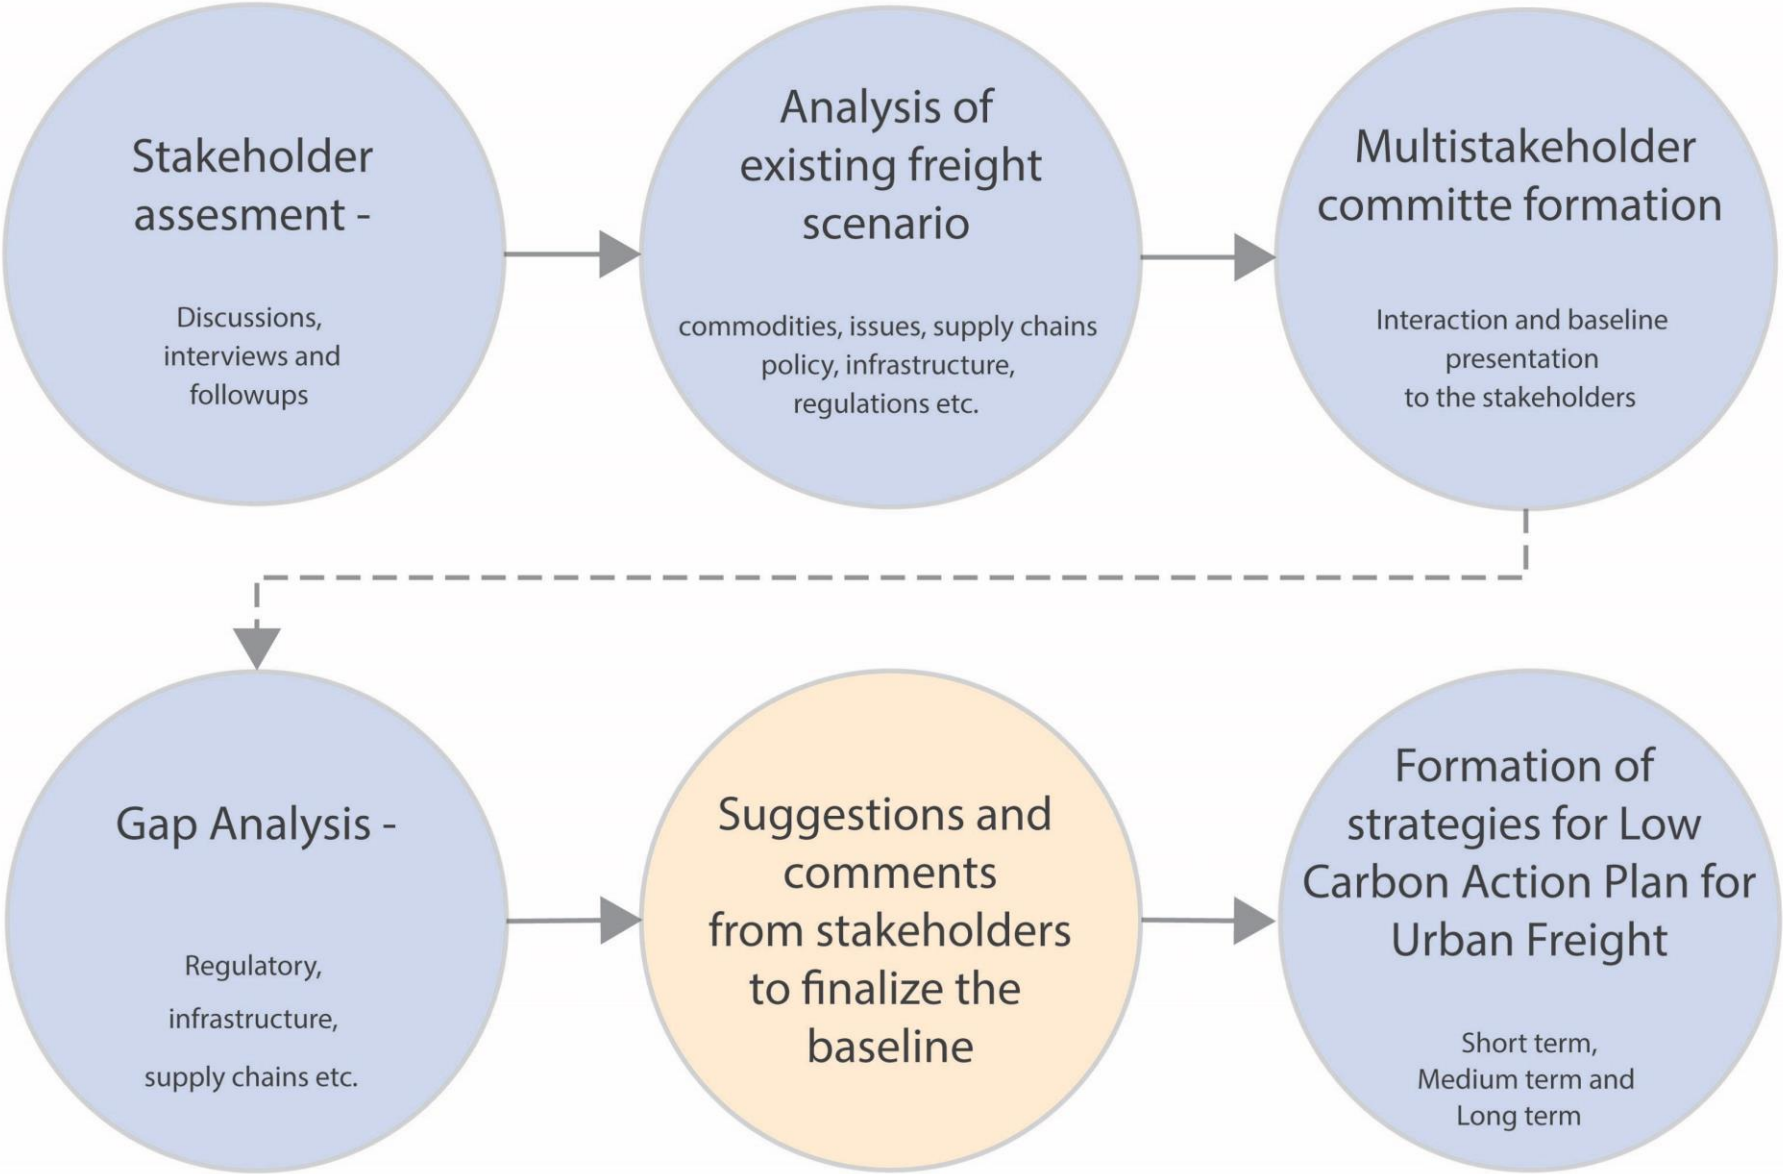 Stakeholder
assesment -
Discussions,
interviews and
followups
Analysis of
existing freight
scenario
commodities, issues, supply chains
policy, infrastructure,
regulations etc.
Multistakeholder
committe formation
Interaction and baseline
presentation
to the stakeholders
Gap Analysis -
Regulatory,
infrastructure,
supply chains etc.
Suggestions and
comments
from stakeholders
to finalize the
baseline
Formation of
strategies for Low
Carbon Action Plan for
Urban Freight
Short term,
Medium term and
Long term